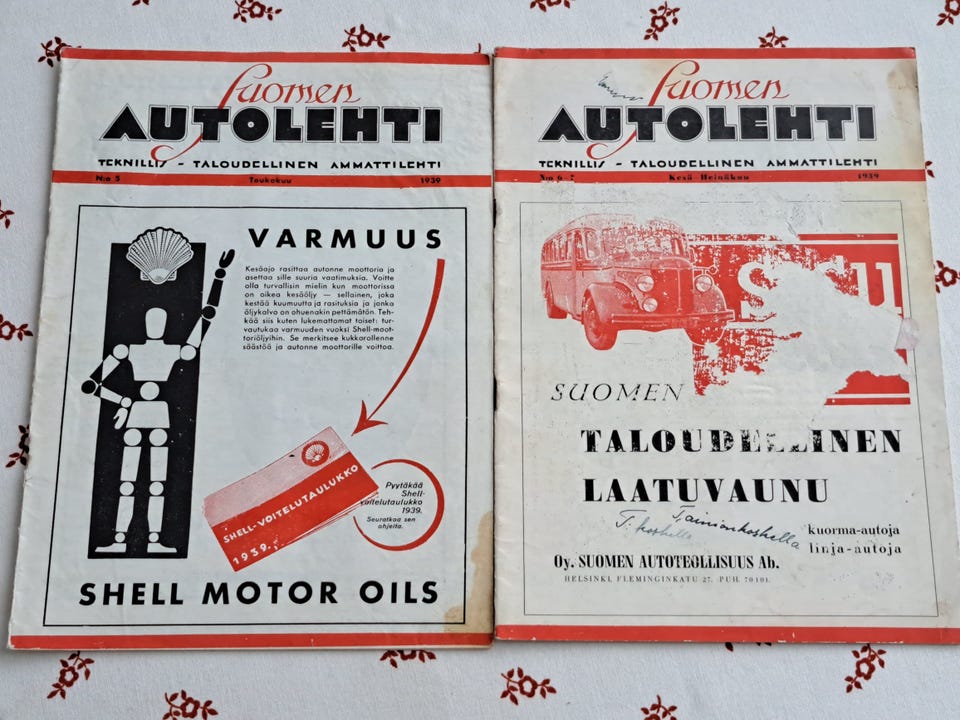 Suomen
AUTOLEHTI
TEKNILLIS - TALOUDELLINEN AMMATTILEHTI
N:o 5 Toukokuu 1939
VARMUUS
Kesäajo rasittaa autonne moottoria ja
asettaa sille suuria vaatimuksia. Voitte
olla turvallisin mielin kun moottorissa
on oikea kesäöljy — sellainen, joka
kestää kuumuutta ja rasituksia ja jonka
öljykalvo on ohuenakin pettämätön. Teh-
kää siis kuten lukemattomat toiset: tur-
vautukaa varmuuden vuoksi Shell-moot-
toriöljyihin. Se merkitsee kukkarollenne
säästöä ja autonne moottorille voittoa.
SHELL-VOITELUTAULUKKO
1939.
Pyytäkää
Shell-
voitelutaulukko
1939.
Seuratkaa sen
ohjeita.
SHELL MOTOR OILS
Suomen
AUTOLEHTI
TEKNILLIS - TALOUDELLINEN AMMATTILEHTI
N:o 6-7 Kesä-Heinäkuu 1939
SUOMEN
TALOUDELLINEN
LAATUVAUNU
T. Koskella
kuorma-autoja
linja-autoja
Oy. SUOMEN AUTOTEOLLISUUS Ab.
HELSINKI, FLEMINGINKATU 27. PUH. 70101.